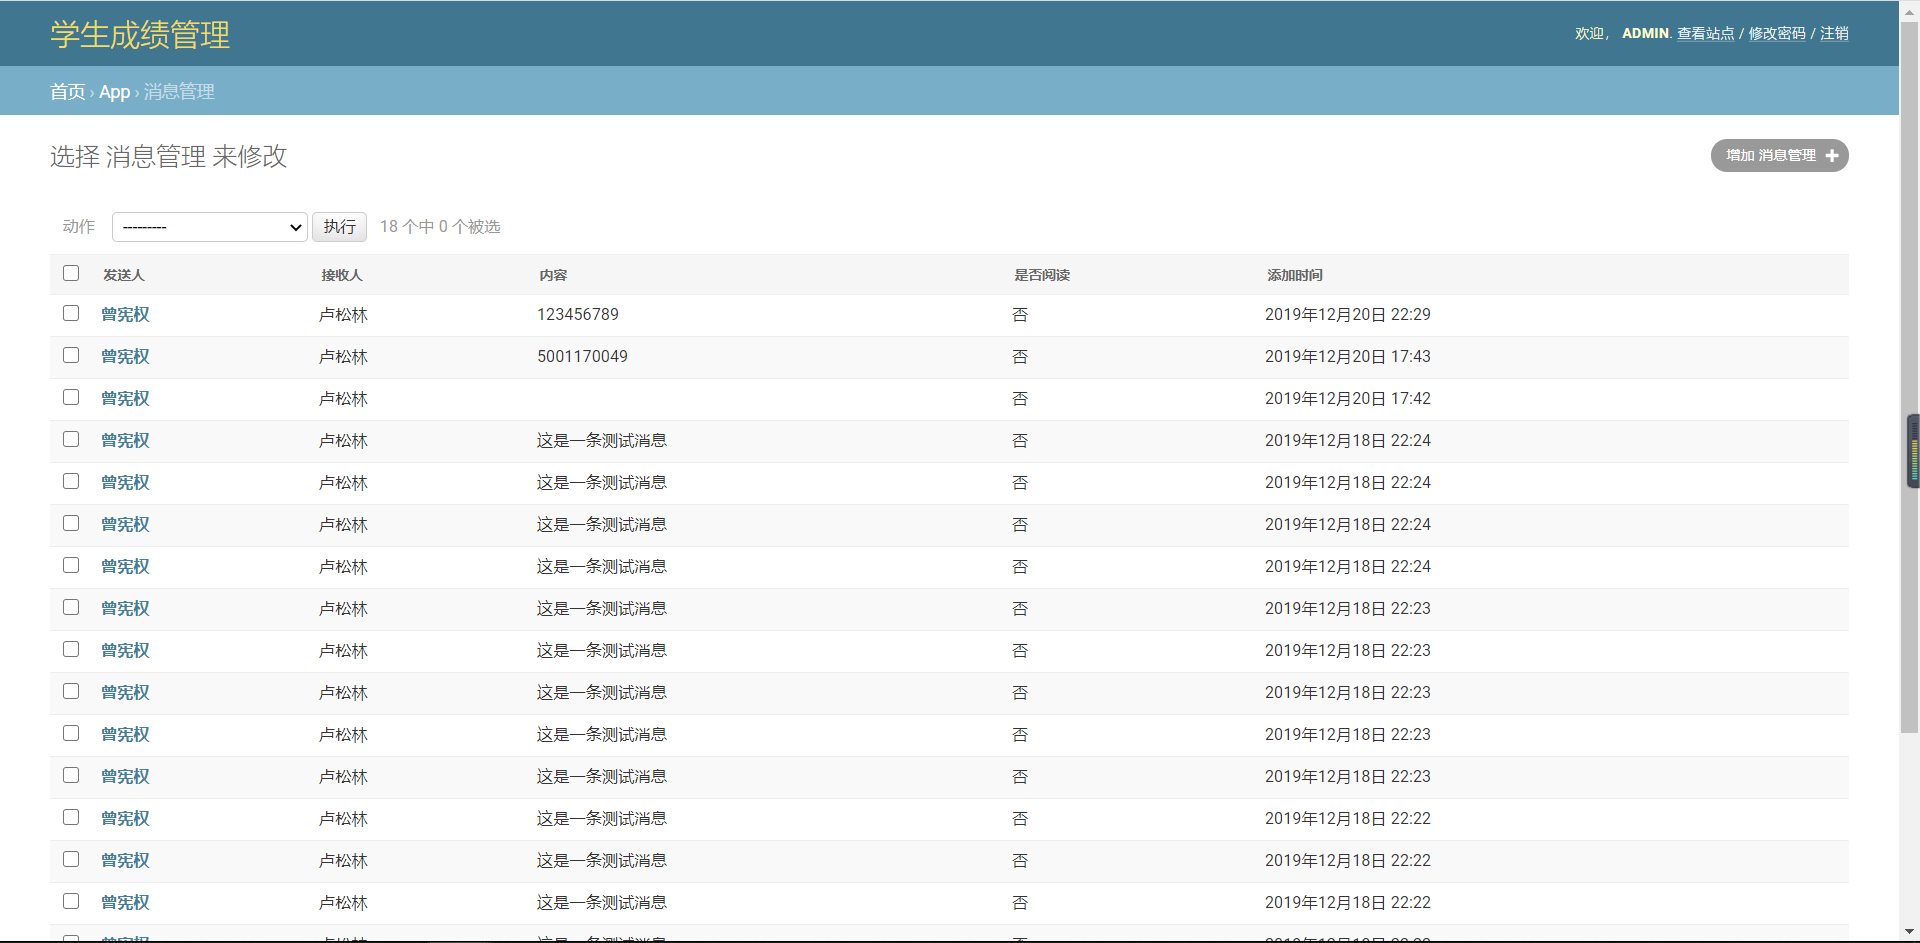 学生成绩管理
欢迎， ADMIN. 查看站点 / 修改密码 / 注销
首页 › App › 消息管理
选择 消息管理 来修改
增加 消息管理
动作 --------- 执行 18 个中 0 个被选
发送人 接收人 内容 是否阅读 添加时间
曾宪权 卢松林 123456789 否 2019年12月20日 22:29
曾宪权 卢松林 5001170049 否 2019年12月20日 17:43
曾宪权 卢松林 否 2019年12月20日 17:42
曾宪权 卢松林 这是一条测试消息 否 2019年12月18日 22:24
曾宪权 卢松林 这是一条测试消息 否 2019年12月18日 22:24
曾宪权 卢松林 这是一条测试消息 否 2019年12月18日 22:24
曾宪权 卢松林 这是一条测试消息 否 2019年12月18日 22:24
曾宪权 卢松林 这是一条测试消息 否 2019年12月18日 22:23
曾宪权 卢松林 这是一条测试消息 否 2019年12月18日 22:23
曾宪权 卢松林 这是一条测试消息 否 2019年12月18日 22:23
曾宪权 卢松林 这是一条测试消息 否 2019年12月18日 22:23
曾宪权 卢松林 这是一条测试消息 否 2019年12月18日 22:23
曾宪权 卢松林 这是一条测试消息 否 2019年12月18日 22:22
曾宪权 卢松林 这是一条测试消息 否 2019年12月18日 22:22
曾宪权 卢松林 这是一条测试消息 否 2019年12月18日 22:22